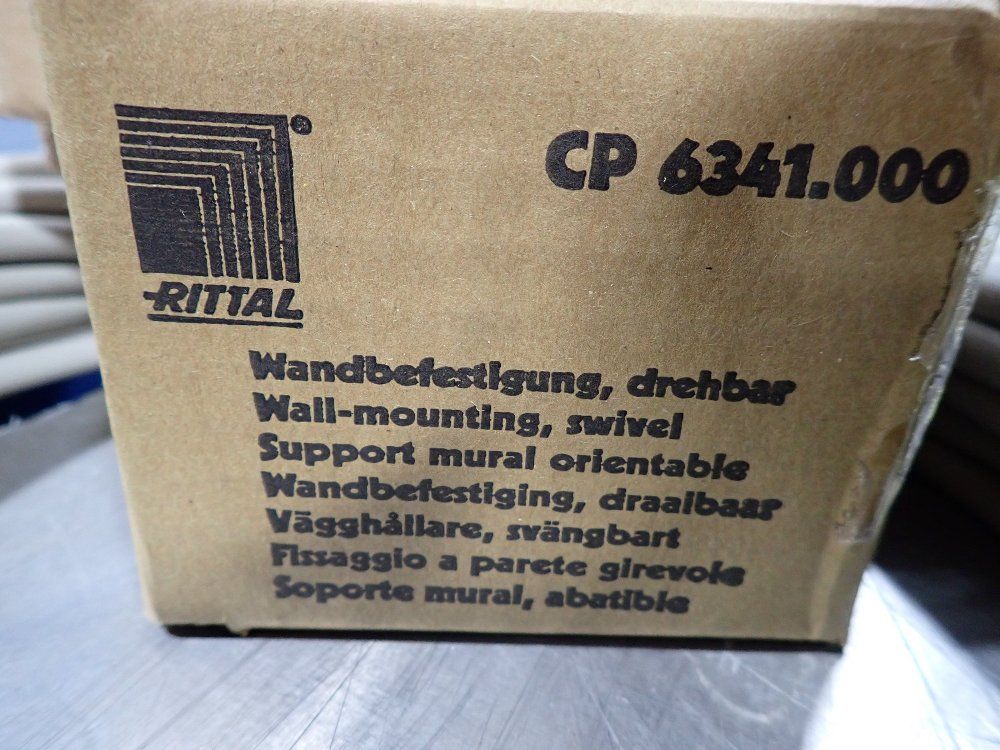 CP 6341.000
RITTAL
Wandbefestigung, drehbar
Wall-mounting, swivel
Support mural orientable
Wandbefestiging, draaibaar
Vägghållare, svängbart
Fissaggio a parete girevole
Soporte mural, abatible